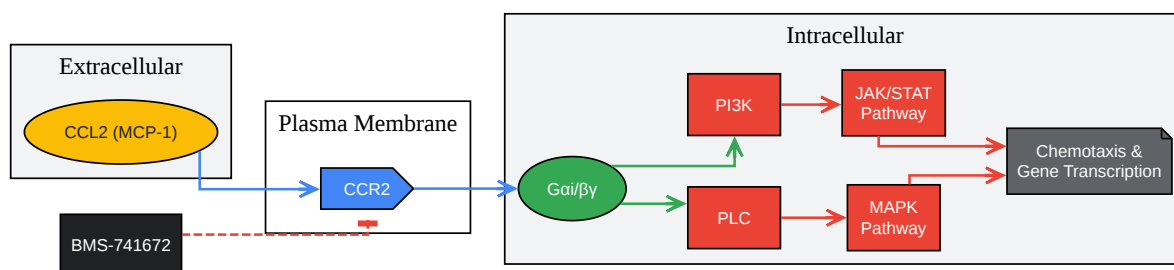 Extracellular
CCL2 (MCP-1)
BMS-741672
Plasma Membrane
CCR2
Intracellular
Gαi/βγ
PI3K
PLC
JAK/STAT
Pathway
MAPK
Pathway
Chemotaxis &
Gene Transcription